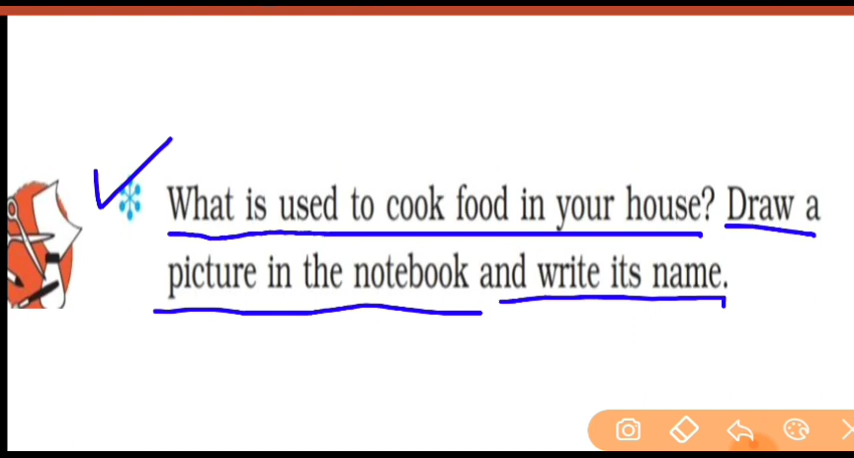 What is used to cook food in your house? Draw a
picture in the notebook and write its name.